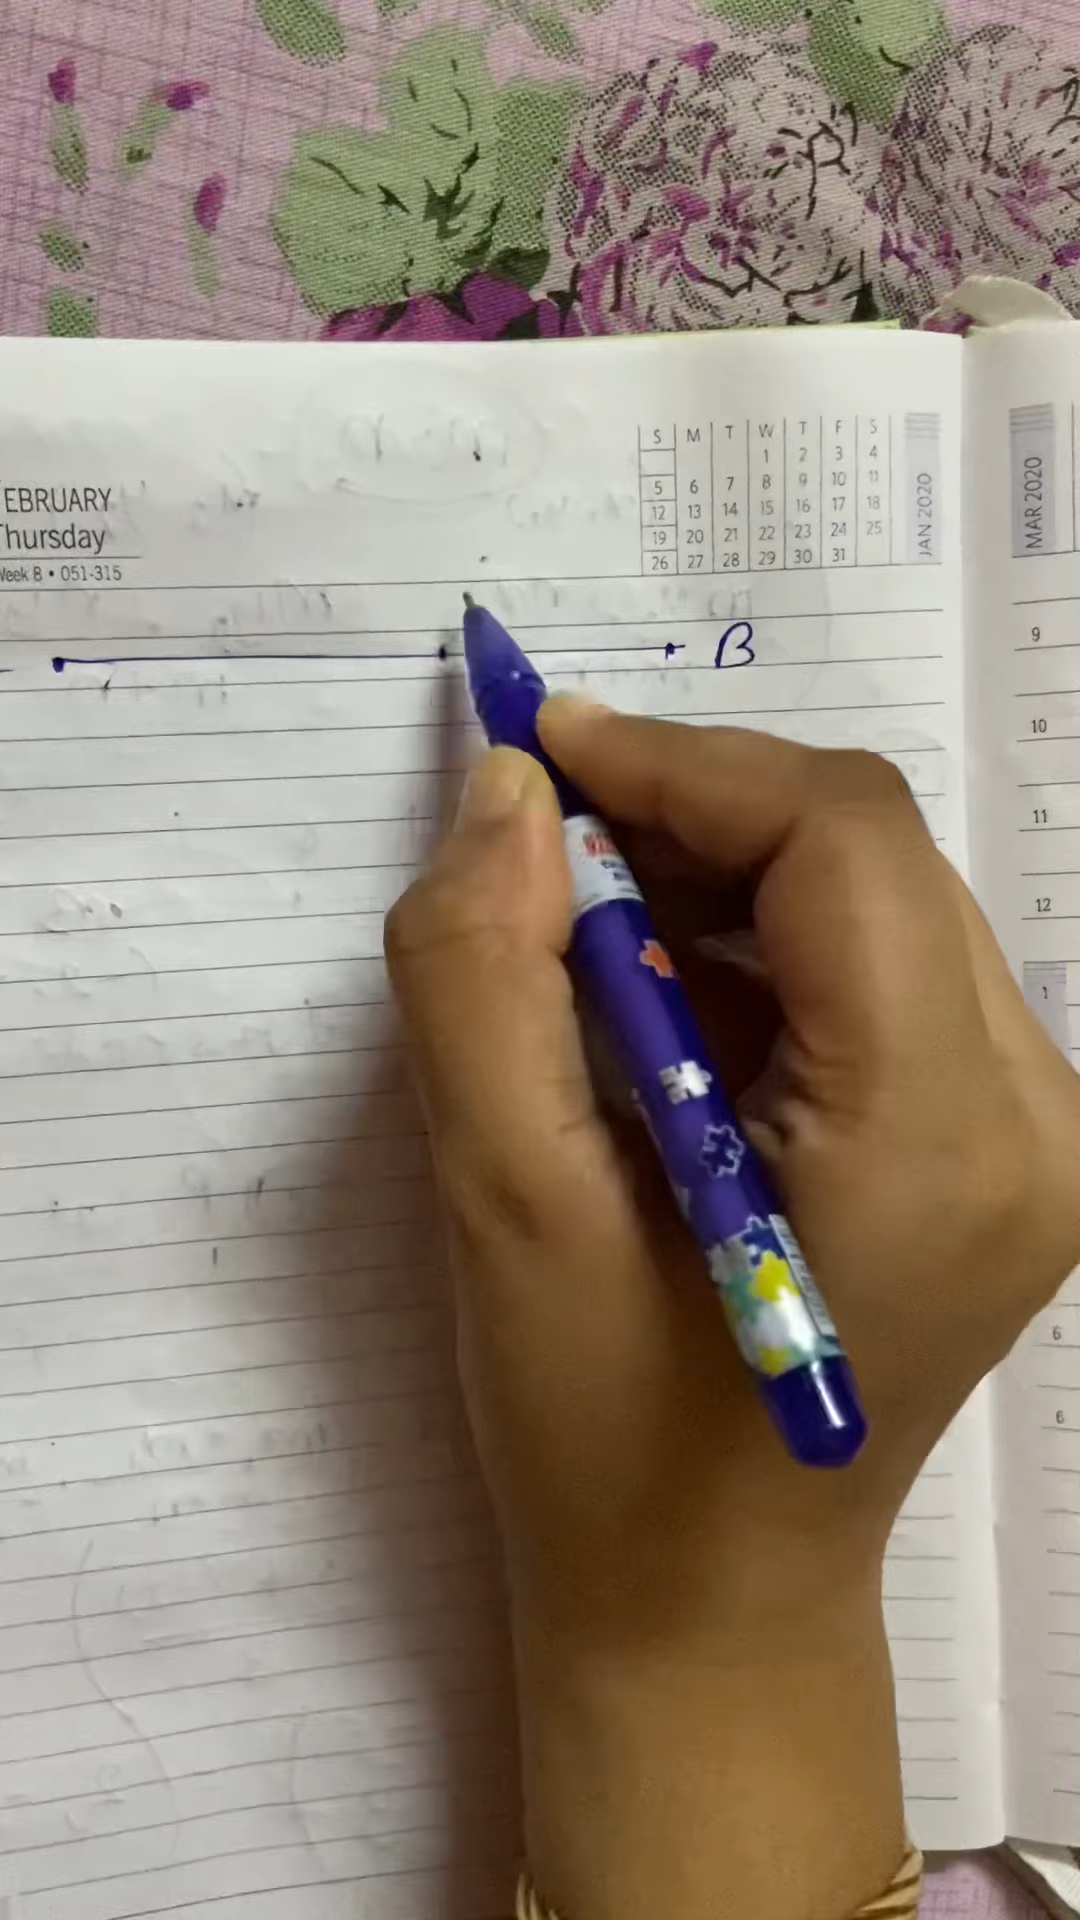 EBRUARY
Thursday
Week 8 • 051-315
S M T W T F S
1 2 3 4
5 6 7 8 9 10 11
12 13 14 15 16 17 18
19 20 21 22 23 24 25
26 27 28 29 30 31
JAN 2020
B
MAR 2020
9
10
11
12
1
6
6